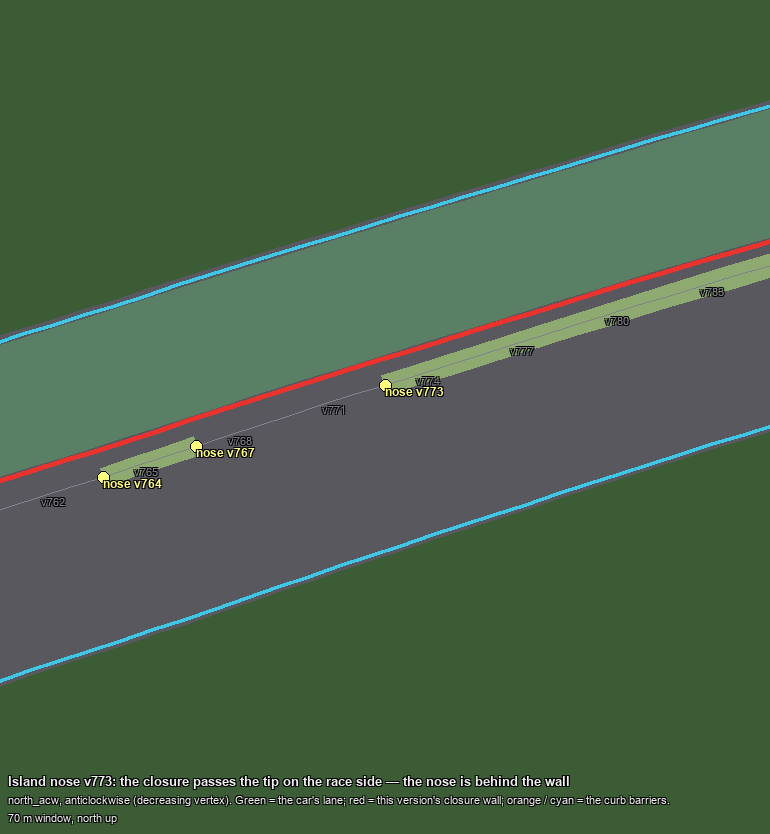 v783
v780
v777
v774
nose v773
v771
v768
nose v767
v765
nose v764
v762
Island nose v773: the closure passes the tip on the race side — the nose is behind the wall
north_acw, anticlockwise (decreasing vertex). Green = the car's lane; red = this version's closure wall; orange / cyan = the curb barriers.
70 m window, north up